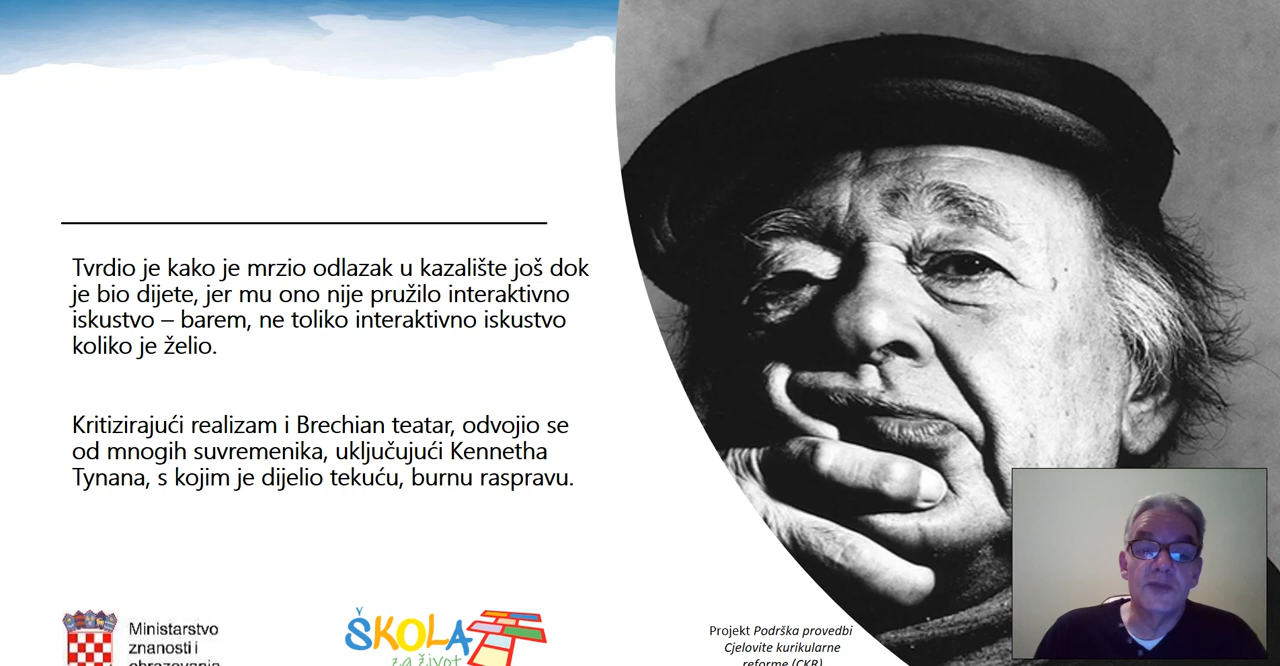 Tvrdio je kako je mrzio odlazak u kazalište još dok
je bio dijete, jer mu ono nije pružilo interaktivno
iskustvo – barem, ne toliko interaktivno iskustvo
koliko je želio.
Kritizirajući realizam i Brechian teatar, odvojio se
od mnogih suvremenika, uključujući Kennetha
Tynana, s kojim je dijelio tekuću, burnu raspravu.
Ministarstvo
znanosti i
obrazovanja
ŠKOLA
za život
Projekt Podrška provedbi
Cjelovite kurikularne
reforme (CKR)